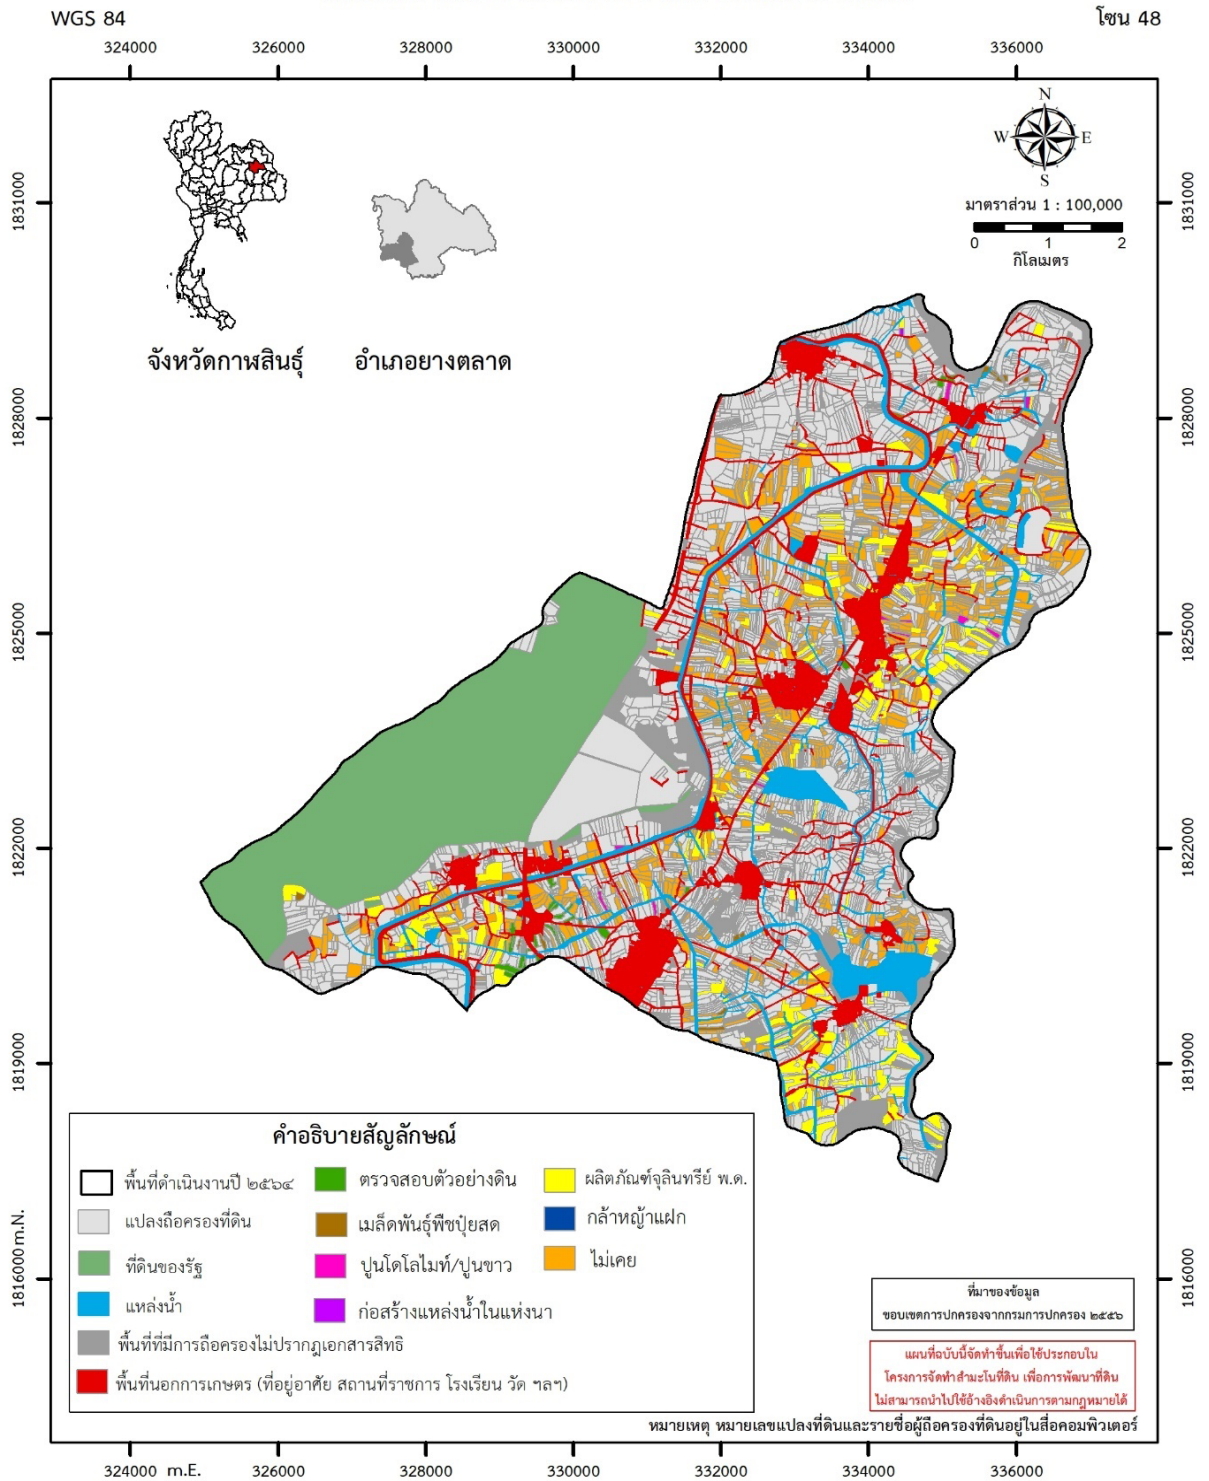 WGS 84
โซน 48
324000 326000 328000 330000 332000 334000 336000
N
W E
S
มาตราส่วน 1 : 100,000
0 1 2
กิโลเมตร
1831000
1831000
จังหวัดกาฬสินธุ์
อำเภอยางตลาด
1828000
1828000
1825000
1825000
1822000
1822000
1819000
1819000
1816000 m.N.
1816000
คำอธิบายสัญลักษณ์
พื้นที่ดำเนินงานปี ๒๕๖๔
แปลงถือครองที่ดิน
ที่ดินของรัฐ
แหล่งน้ำ
พื้นที่ที่มีการถือครองไม่ปรากฎเอกสารสิทธิ
พื้นที่นอกการเกษตร (ที่อยู่อาศัย สถานที่ราชการ โรงเรียน วัด ฯลฯ)
ตรวจสอบตัวอย่างดิน
เมล็ดพันธุ์พืชปุ๋ยสด
ปูนโดโลไมท์/ปูนขาว
ก่อสร้างแหล่งน้ำในแห่งนา
ผลิตภัณฑ์จุลินทรีย์ พ.ด.
กล้าหญ้าแฝก
ไม่เคย
ที่มาของข้อมูล
ขอบเขตการปกครองจากกรมการปกครอง ๒๕๕๖
แผนที่ฉบับนี้จัดทำขึ้นเพื่อใช้ประกอบใน
โครงการจัดทำสำมะโนที่ดิน เพื่อการพัฒนาที่ดิน
ไม่สามารถนำไปใช้อ้างอิงดำเนินการตามกฎหมายได้
หมายเหตุ หมายเลขแปลงที่ดินและรายชื่อผู้ถือครองที่ดินอยู่ในสื่อคอมพิวเตอร์
324000 m.E. 326000 328000 330000 332000 334000 336000